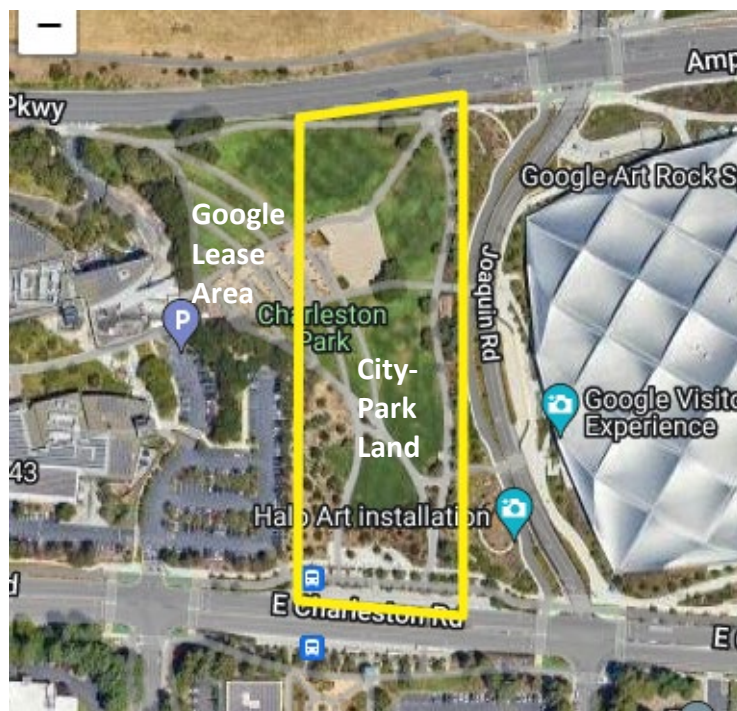 Amp
Pkwy
Google Art Rock S
Google
Lease
Area
Joaquin Rd
P
Charleston
Park
City-
Park
Land
Google Visito
Experience
43
Halo Art installation
d
E Charleston Rd
E